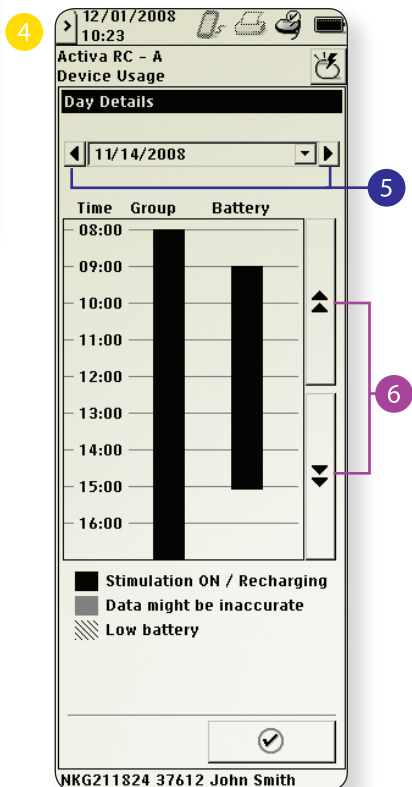 4
12/01/2008
10:23
Activa RC - A
Device Usage
Day Details
11/14/2008
5
Time Group Battery
08:00
09:00
10:00
11:00
12:00
13:00
14:00
15:00
16:00
6
Stimulation ON / Recharging
Data might be inaccurate
Low battery
NKG211824 37612 John Smith